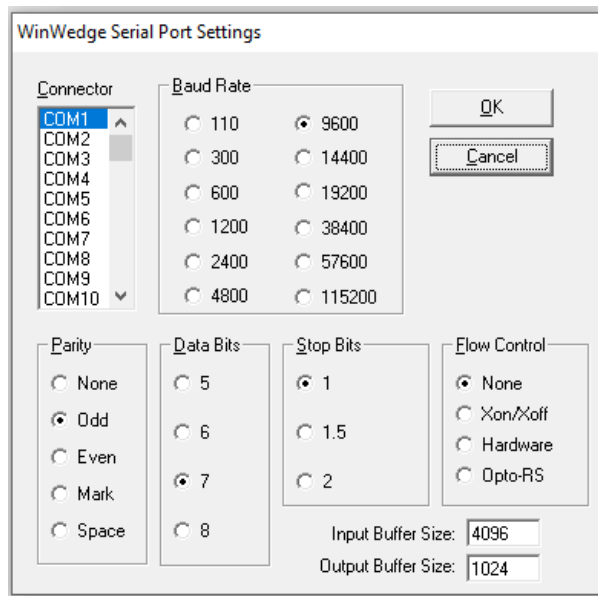 WinWedge Serial Port Settings
Connector
COM1
COM2
COM3
COM4
COM5
COM6
COM7
COM8
COM9
COM10
Baud Rate
110
300
600
1200
2400
4800
9600
14400
19200
38400
57600
115200
OK
Cancel
Parity
None
Odd
Even
Mark
Space
Data Bits
5
6
7
8
Stop Bits
1
1.5
2
Flow Control
None
Xon/Xoff
Hardware
Opto-RS
Input Buffer Size: 4096
Output Buffer Size: 1024